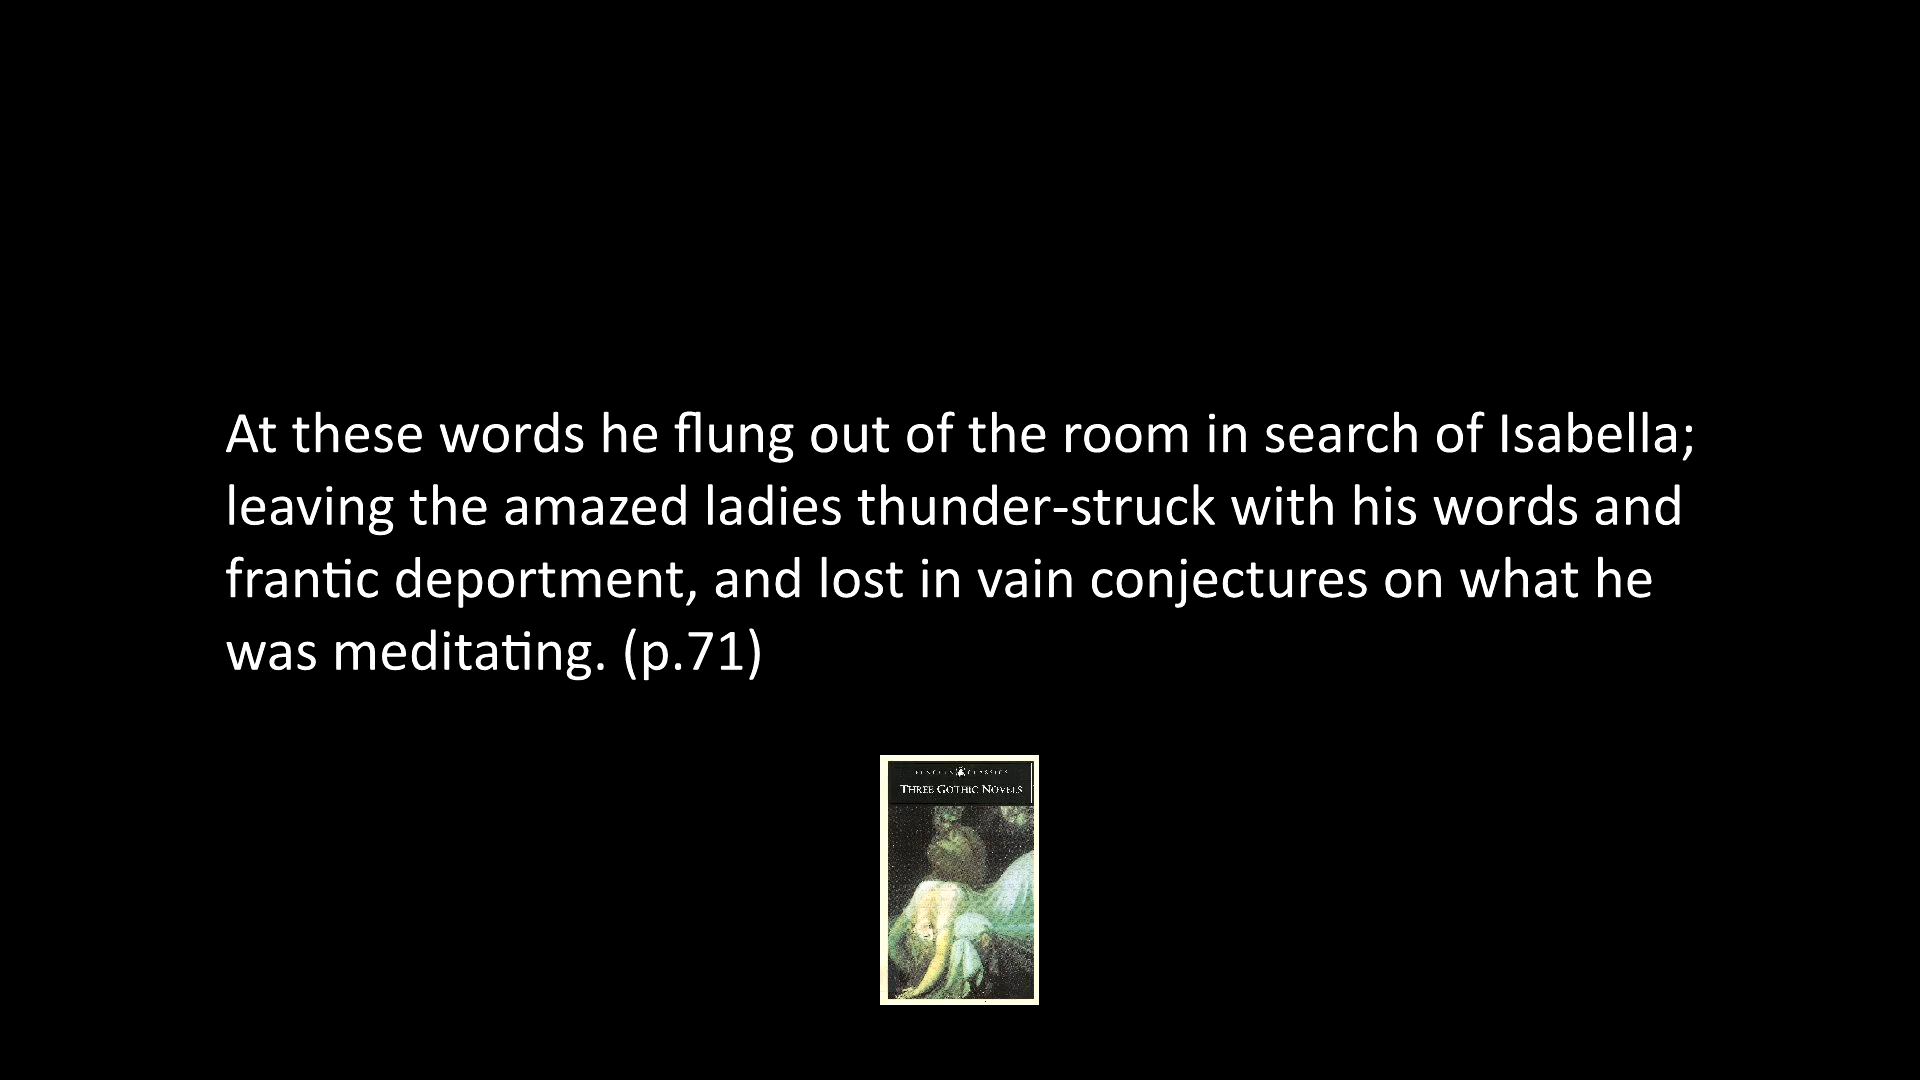 At these words he flung out of the room in search of Isabella;
leaving the amazed ladies thunder-struck with his words and
frantic deportment, and lost in vain conjectures on what he
was meditating. (p.71)
PENGUIN CLASSICS
THREE GOTHIC NOVELS